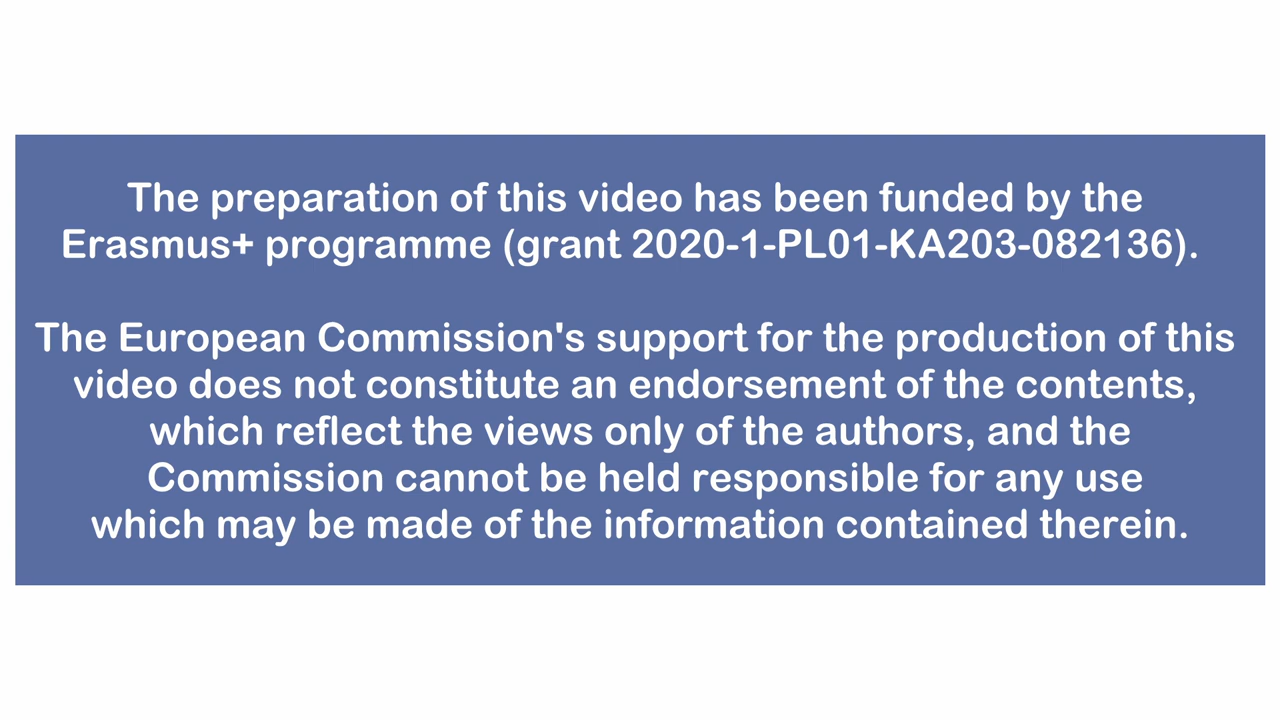 The preparation of this video has been funded by the
Erasmus+ programme (grant 2020-1-PL01-KA203-082136).
The European Commission's support for the production of this
video does not constitute an endorsement of the contents,
which reflect the views only of the authors, and the
Commission cannot be held responsible for any use
which may be made of the information contained therein.